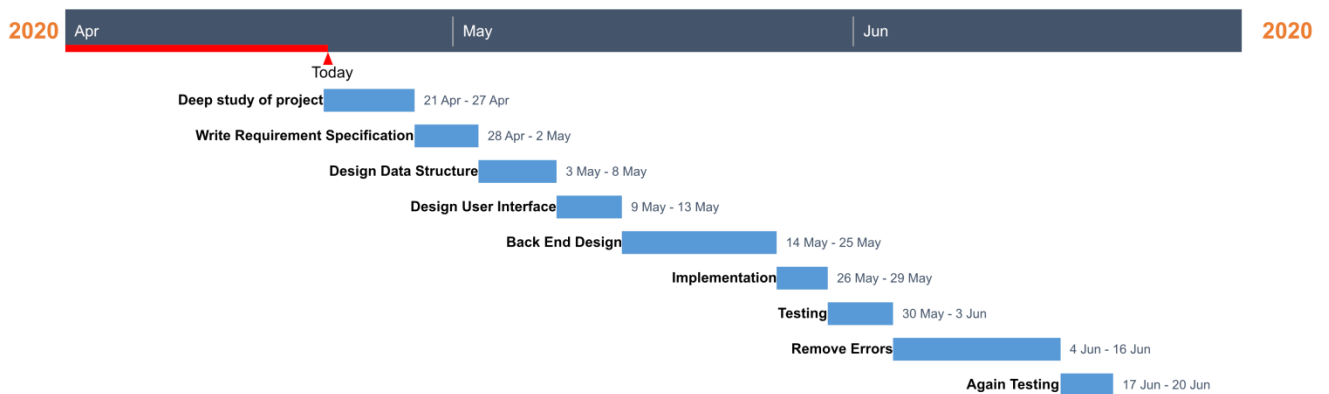 2020 Apr May Jun 2020
Today
Deep study of project 21 Apr - 27 Apr
Write Requirement Specification 28 Apr - 2 May
Design Data Structure 3 May - 8 May
Design User Interface 9 May - 13 May
Back End Design 14 May - 25 May
Implementation 26 May - 29 May
Testing 30 May - 3 Jun
Remove Errors 4 Jun - 16 Jun
Again Testing 17 Jun - 20 Jun